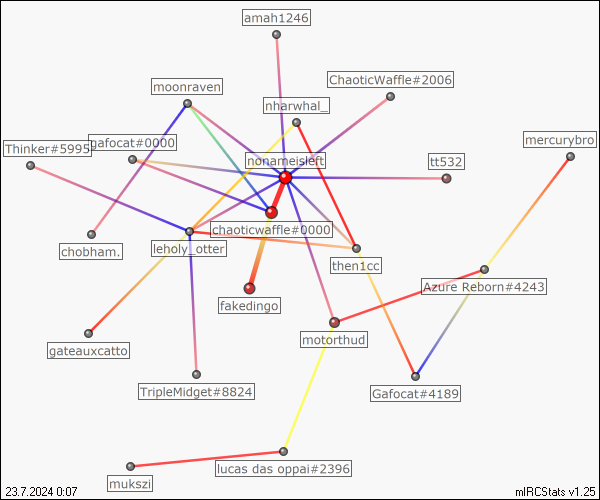 amah1246
moonraven
ChaoticWaffle#2006
nharwhal_
mercurybro
Thinker#5995
gafocat#0000
nonameisleft
tt532
chaoticwaffle#0000
chobham.
leholy_otter
then1cc
Azure Reborn#4243
fakedingo
motorthud
gateauxcatto
TripleMidget#8824
Gafocat#4189
lucas das oppai#2396
mukszi
23.7.2024 0:07
mIRCStats v1.25